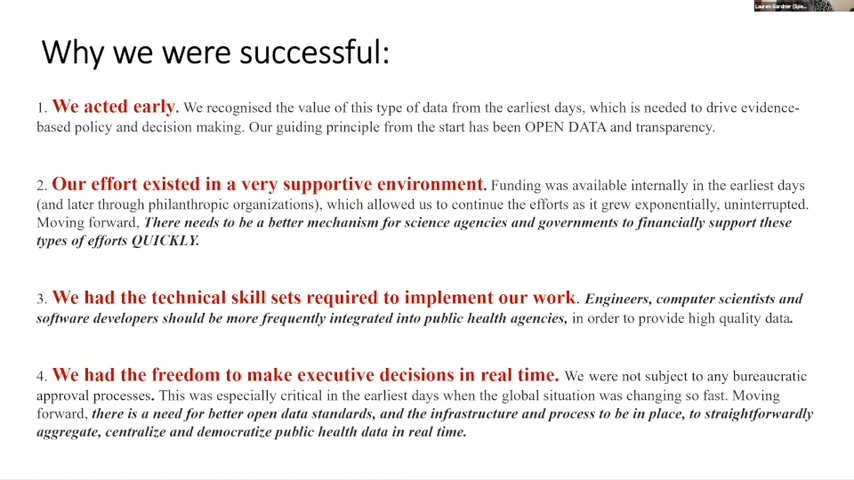 Lauren Gardner (Spe...
Why we were successful:
1. We acted early. We recognised the value of this type of data from the earliest days, which is needed to drive evidence-
based policy and decision making. Our guiding principle from the start has been OPEN DATA and transparency.
2. Our effort existed in a very supportive environment. Funding was available internally in the earliest days
(and later through philanthropic organizations), which allowed us to continue the efforts as it grew exponentially, uninterrupted.
Moving forward, There needs to be a better mechanism for science agencies and governments to financially support these
types of efforts QUICKLY.
3. We had the technical skill sets required to implement our work. Engineers, computer scientists and
software developers should be more frequently integrated into public health agencies, in order to provide high quality data.
4. We had the freedom to make executive decisions in real time. We were not subject to any bureaucratic
approval processes. This was especially critical in the earliest days when the global situation was changing so fast. Moving
forward, there is a need for better open data standards, and the infrastructure and process to be in place, to straightforwardly
aggregate, centralize and democratize public health data in real time.